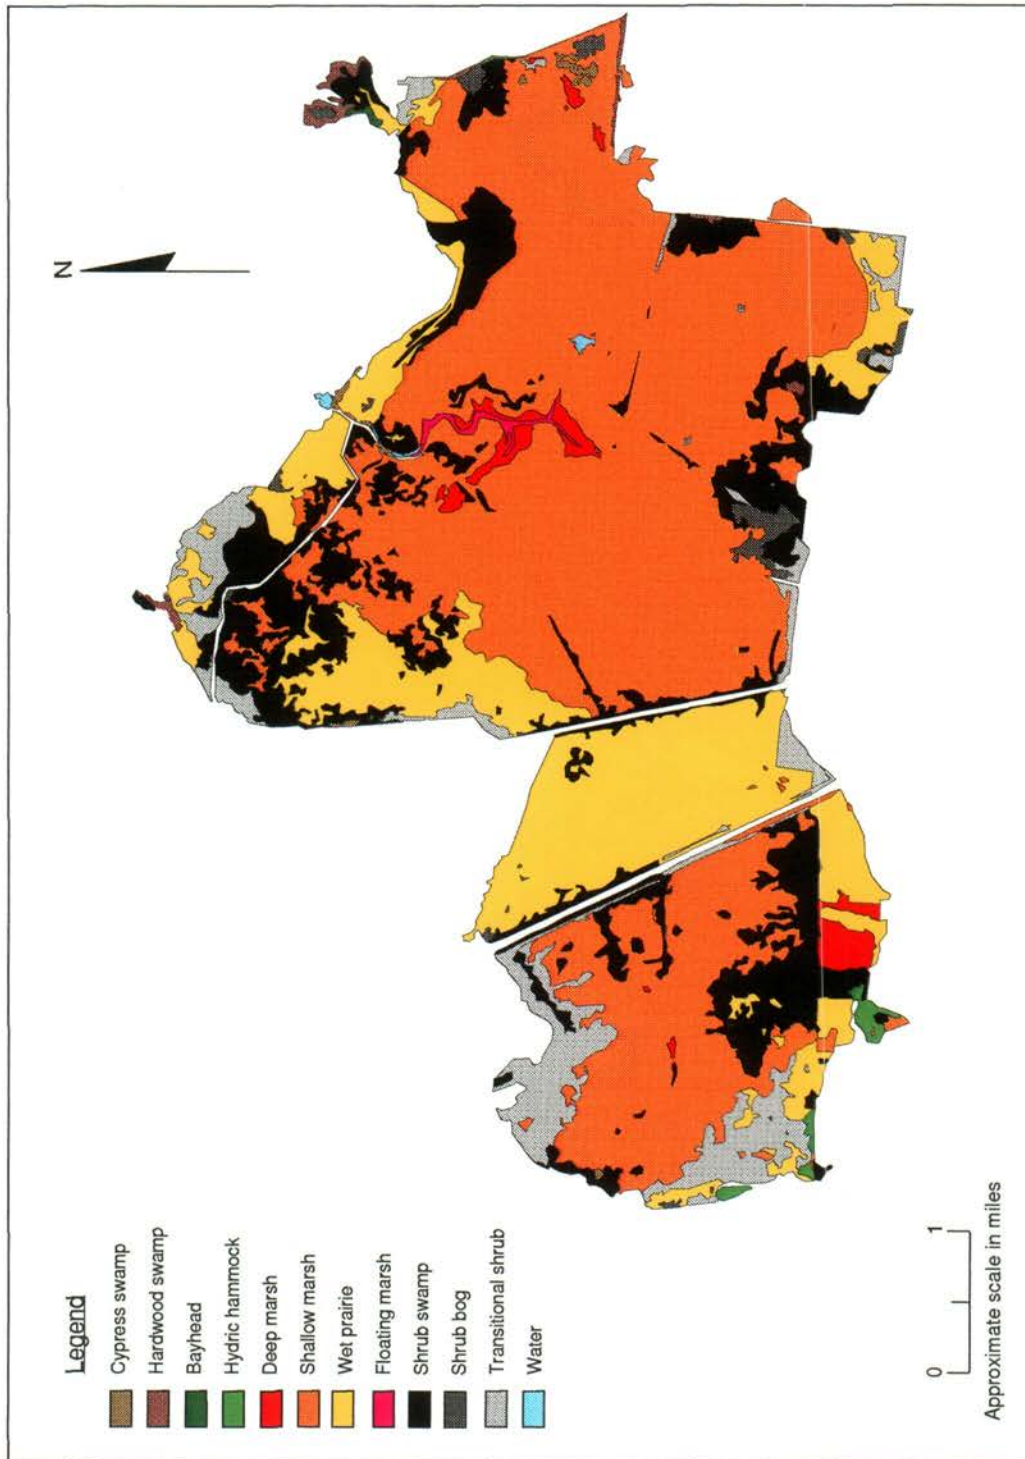 N
Legend
Cypress swamp
Hardwood swamp
Bayhead
Hydric hammock
Deep marsh
Shallow marsh
Wet prairie
Floating marsh
Shrub swamp
Shrub bog
Transitional shrub
Water
0 1
Approximate scale in miles